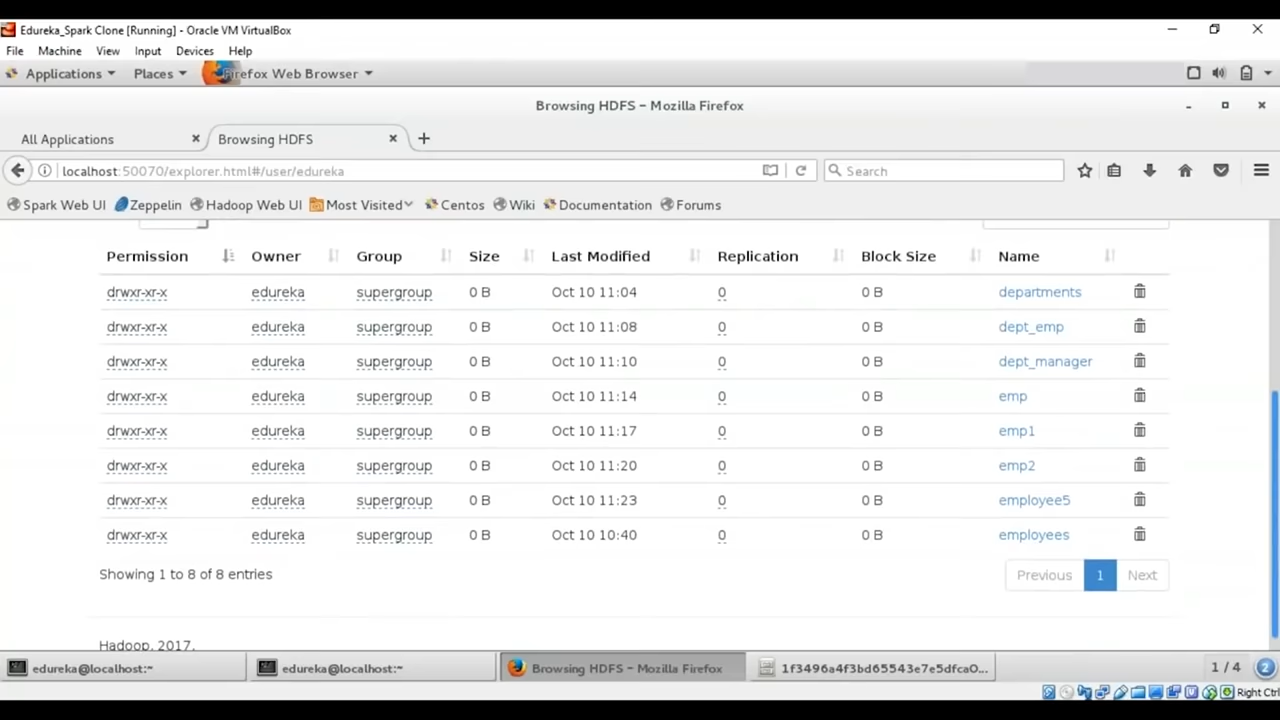 Edureka_Spark Clone [Running] - Oracle VM VirtualBox
File Machine View Input Devices Help
Applications Places Firefox Web Browser
Browsing HDFS - Mozilla Firefox
All Applications Browsing HDFS
localhost:50070/explorer.html#/user/edureka Search
Spark Web UI Zeppelin Hadoop Web UI Most Visited Centos Wiki Documentation Forums
Permission Owner Group Size Last Modified Replication Block Size Name
drwxr-xr-x edureka supergroup 0 B Oct 10 11:04 0 0 B departments
drwxr-xr-x edureka supergroup 0 B Oct 10 11:08 0 0 B dept_emp
drwxr-xr-x edureka supergroup 0 B Oct 10 11:10 0 0 B dept_manager
drwxr-xr-x edureka supergroup 0 B Oct 10 11:14 0 0 B emp
drwxr-xr-x edureka supergroup 0 B Oct 10 11:17 0 0 B emp1
drwxr-xr-x edureka supergroup 0 B Oct 10 11:20 0 0 B emp2
drwxr-xr-x edureka supergroup 0 B Oct 10 11:23 0 0 B employee5
drwxr-xr-x edureka supergroup 0 B Oct 10 10:40 0 0 B employees
Showing 1 to 8 of 8 entries Previous 1 Next
Hadoop, 2017.
edureka@localhost:~ edureka@localhost:~ Browsing HDFS - Mozilla Firefox 1f3496a4f3bd65543e7e5dfca0... 1 / 4 2
Right Ctrl